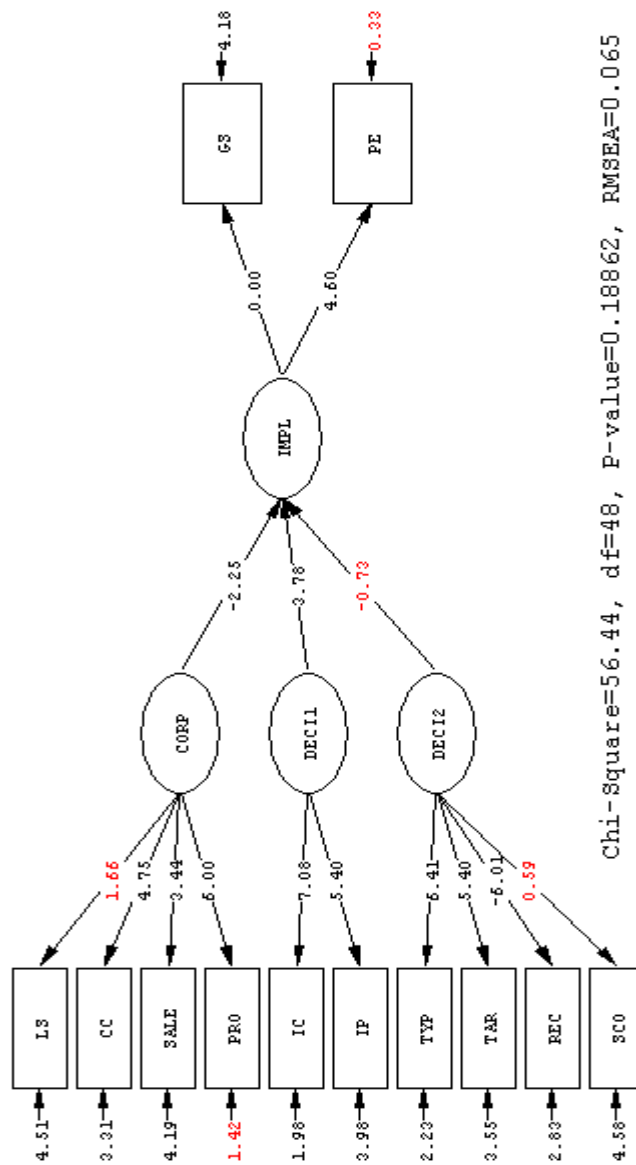 4.58
2.83
3.55
2.23
3.98
1.98
1.42
4.19
3.31
4.51
SCO
REC
TAR
TYP
IP
IC
PRO
SALE
CC
LS
0.59
-6.01
5.40
6.41
5.40
7.08
6.00
3.44
4.75
1.66
DECI2
DECI1
CORP
-0.73
3.78
-2.25
IMPL
4.60
0.00
PE
GS
0.33
4.18
Chi-Square=56.44, df=48, P-value=0.18862, RMSEA=0.065